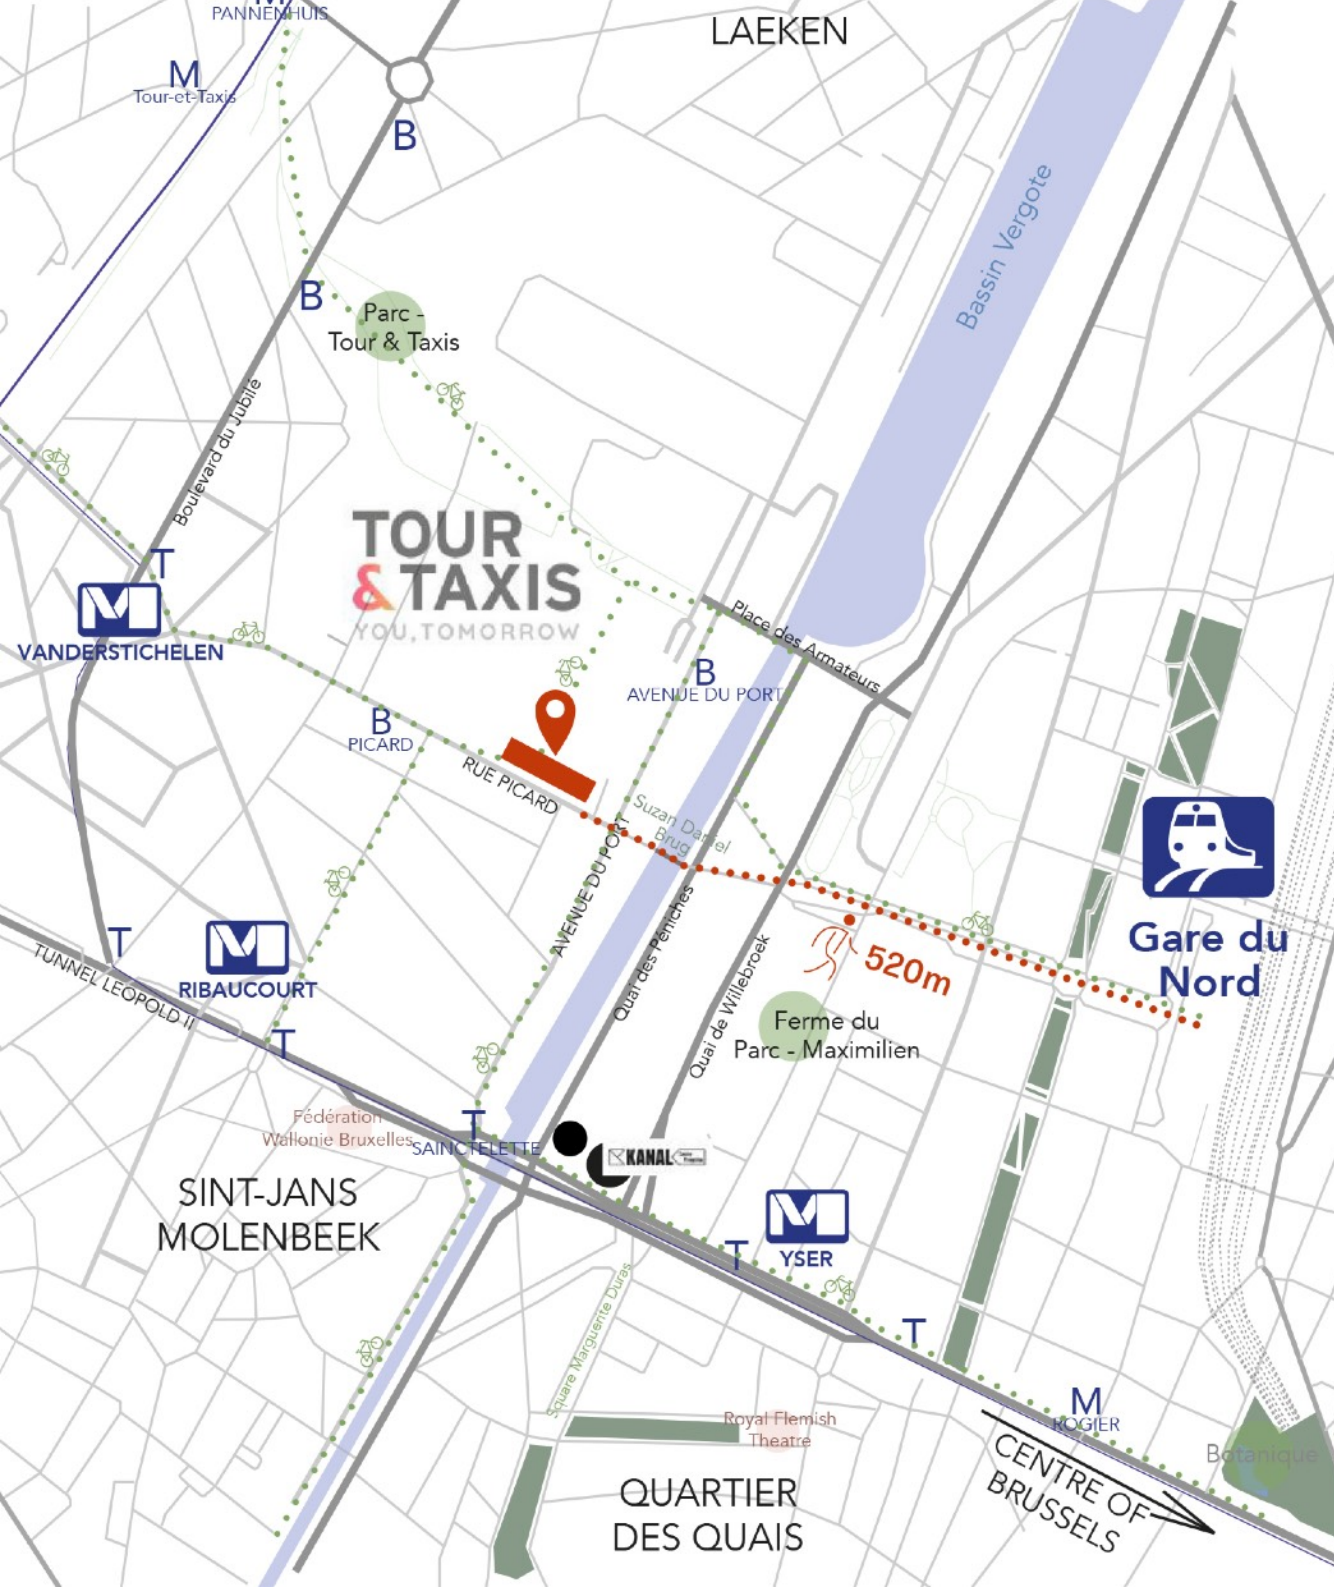 M
PANNENHUIS
LAEKEN
M
Tour-et-Taxis
B
Bassin Vergote
B
Parc -
Tour & Taxis
Boulevard du Jubilé
TOUR
&TAXIS
YOU,TOMORROW
T
M
VANDERSTICHELEN
Place des Armateurs
B
AVENUE DU PORT
B
PICARD
RUE PICARD
Suzan Daniel
Brug
AVENUE DU PORT
Quai des Péniches
Quai de Willebroek
Gare du
Nord
520m
T
M
RIBAUCOURT
TUNNEL LEOPOLD II
T
Ferme du
Parc - Maximilien
Fédération
Wallonie Bruxelles
T
SAINCTELETTE
KANAL
SINT-JANS
MOLENBEEK
M
YSER
T
Square Marguerite Duras
T
M
ROGIER
Royal Flemish
Theatre
CENTRE OF
BRUSSELS
Botanique
QUARTIER
DES QUAIS